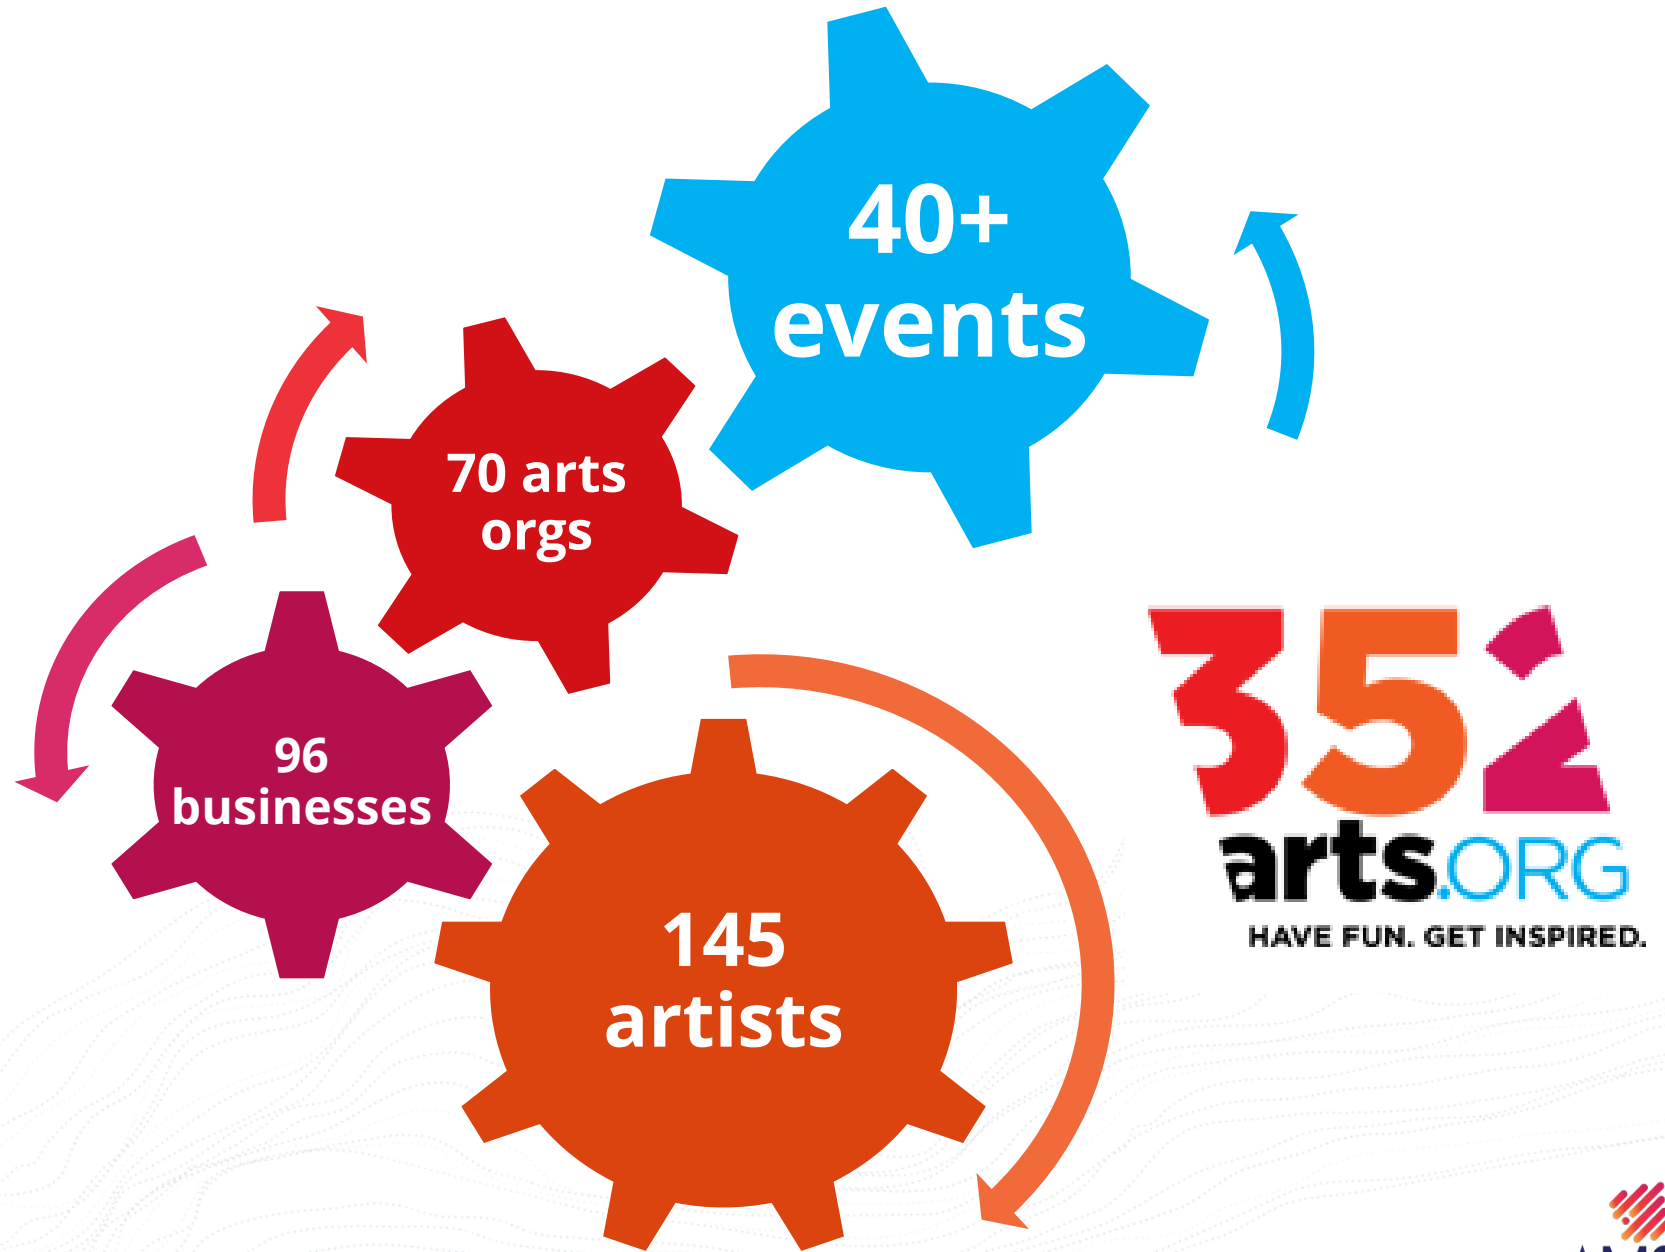 40+
events
70 arts
orgs
96
businesses
145
artists
352
arts.ORG
HAVE FUN. GET INSPIRED.